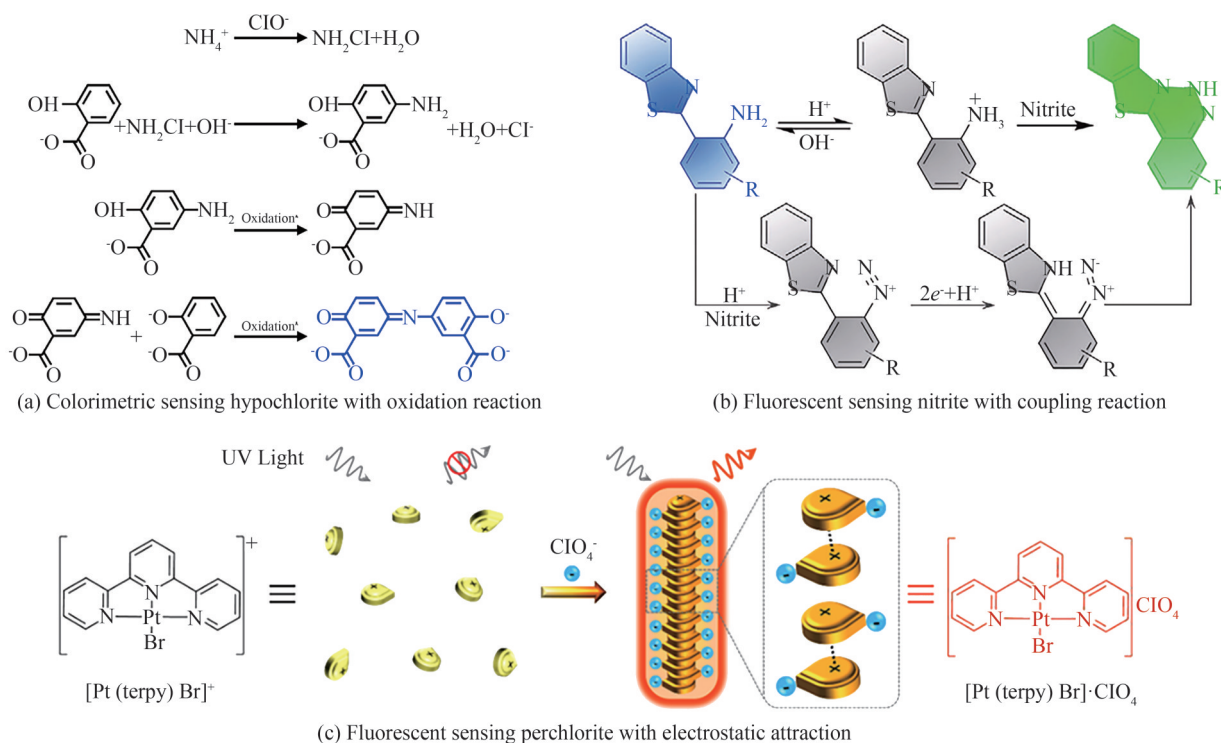 NH₄⁺ ClO⁻ NH₂Cl+H₂O
OH ⁻O O +NH₂Cl+OH⁻ OH NH₂ ⁻O O +H₂O+Cl⁻
OH NH₂ ⁻O O Oxidation* O NH ⁻O O
O NH ⁻O O + ⁻O ⁻O O Oxidation* O N O⁻ ⁻O O O O⁻
(a) Colorimetric sensing hypochlorite with oxidation reaction
N S NH₂ R
H⁺
OH⁻
N S NH₃⁺ R
Nitrite
NH N S R
H⁺
Nitrite
N S N N⁺ R
2e⁻+H⁺
NH S N⁻ N⁺ R
(b) Fluorescent sensing nitrite with coupling reaction
UV Light
ClO₄⁻
-
+
+
N N N Pt Br
ClO₄
N N N Pt Br
[Pt (terpy) Br]⁺
[Pt (terpy) Br]·ClO₄
(c) Fluorescent sensing perchlorite with electrostatic attraction